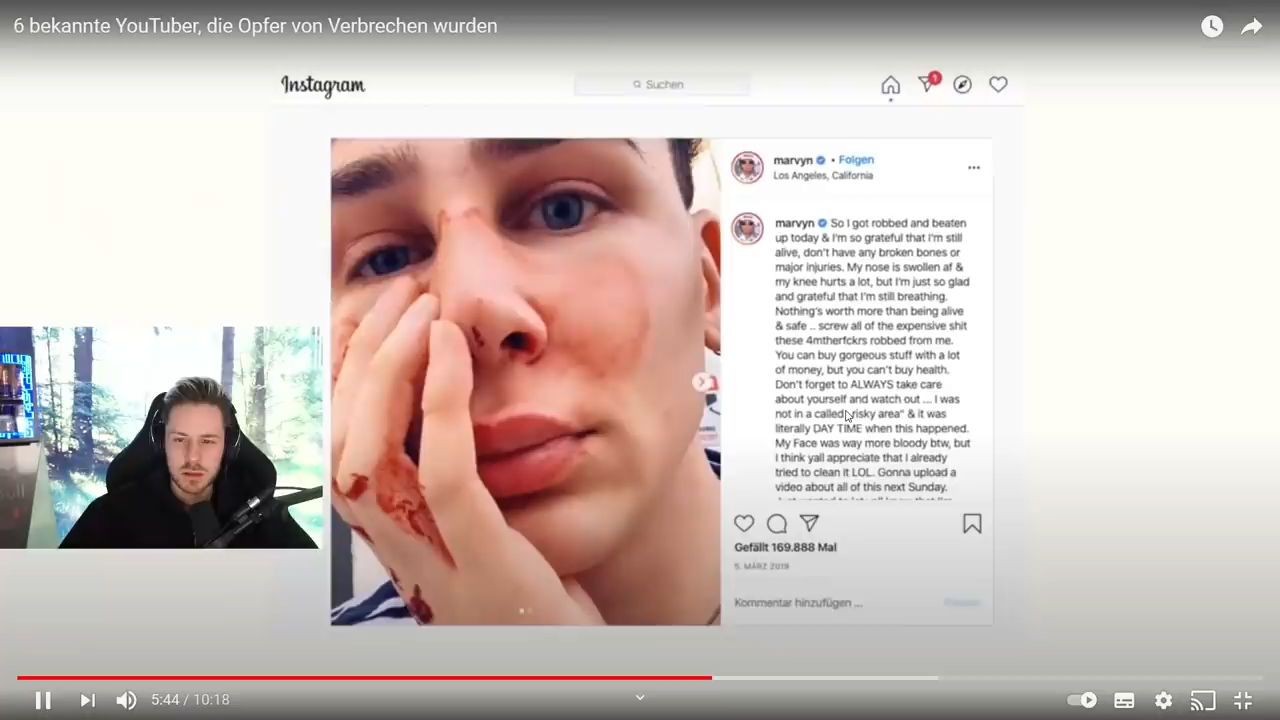 6 bekannte YouTuber, die Opfer von Verbrechen wurden
Instagram
Suchen
1
marvyn • Folgen
Los Angeles, California
marvyn So I got robbed and beaten
up today & I'm so grateful that I'm still
alive, don't have any broken bones or
major injuries. My nose is swollen af &
my knee hurts a lot, but I'm just so glad
and grateful that I'm still breathing.
Nothing's worth more than being alive
& safe .. screw all of the expensive shit
these 4mtherfckrs robbed from me.
You can buy gorgeous stuff with a lot
of money, but you can't buy health.
Don't forget to ALWAYS take care
about yourself and watch out ... I was
not in a called „risky area" & it was
literally DAY TIME when this happened.
My Face was way more bloody btw, but
I think yall appreciate that I already
tried to clean it LOL. Gonna upload a
video about all of this next Sunday.
Gefällt 169.888 Mal
5. MÄRZ 2019
Kommentar hinzufügen ...
5:44 / 10:18